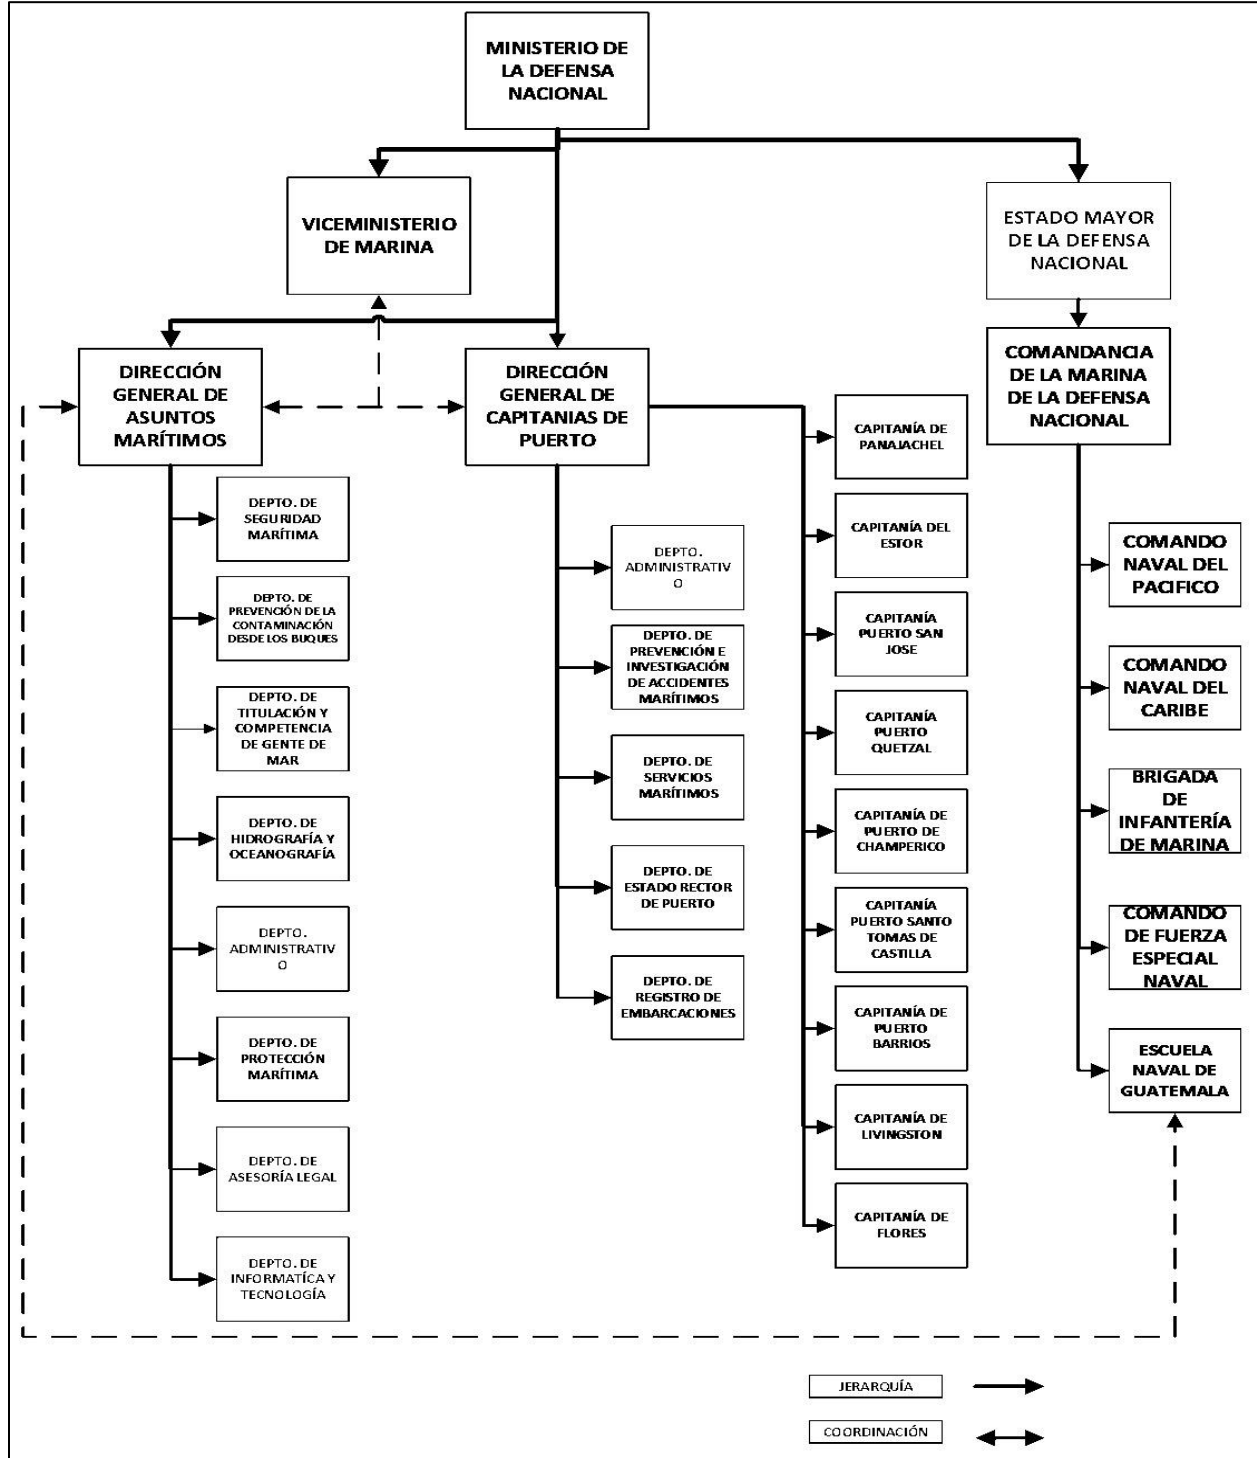 MINISTERIO DE
LA DEFENSA
NACIONAL
VICEMINISTERIO
DE MARINA
ESTADO MAYOR
DE LA DEFENSA
NACIONAL
DIRECCIÓN
GENERAL DE
ASUNTOS
MARÍTIMOS
DIRECCIÓN
GENERAL DE
CAPITANIAS DE
PUERTO
COMANDANCIA
DE LA MARINA
DE LA DEFENSA
NACIONAL
DEPTO. DE
SEGURIDAD
MARÍTIMA
DEPTO. DE
PREVENCIÓN DE LA
CONTAMINACIÓN
DESDE LOS BUQUES
DEPTO. DE
TITULACIÓN Y
COMPETENCIA
DE GENTE DE
MAR
DEPTO. DE
HIDROGRAFÍA Y
OCEANOGRAFÍA
DEPTO.
ADMINISTRATIV
O
DEPTO. DE
PROTECCIÓN
MARÍTIMA
DEPTO. DE
ASESORÍA LEGAL
DEPTO. DE
INFORMATÍCA Y
TECNOLOGÍA
DEPTO.
ADMINISTRATIV
O
DEPTO. DE
PREVENCIÓN E
INVESTIGACIÓN
DE ACCIDENTES
MARÍTIMOS
DEPTO. DE
SERVICIOS
MARÍTIMOS
DEPTO. DE
ESTADO RECTOR
DE PUERTO
DEPTO. DE
REGISTRO DE
EMBARCACIONES
CAPITANÍA DE
PANAJACHEL
CAPITANÍA DEL
ESTOR
CAPITANÍA
PUERTO SAN
JOSE
CAPITANÍA
PUERTO
QUETZAL
CAPITANÍA DE
PUERTO DE
CHAMPERICO
CAPITANÍA
PUERTO SANTO
TOMAS DE
CASTILLA
CAPITANÍA DE
PUERTO
BARRIOS
CAPITANÍA DE
LIVINGSTON
CAPITANÍA DE
FLORES
COMANDO
NAVAL DEL
PACIFICO
COMANDO
NAVAL DEL
CARIBE
BRIGADA
DE
INFANTERÍA
DE MARINA
COMANDO
DE FUERZA
ESPECIAL
NAVAL
ESCUELA
NAVAL DE
GUATEMALA
JERARQUÍA
COORDINACIÓN